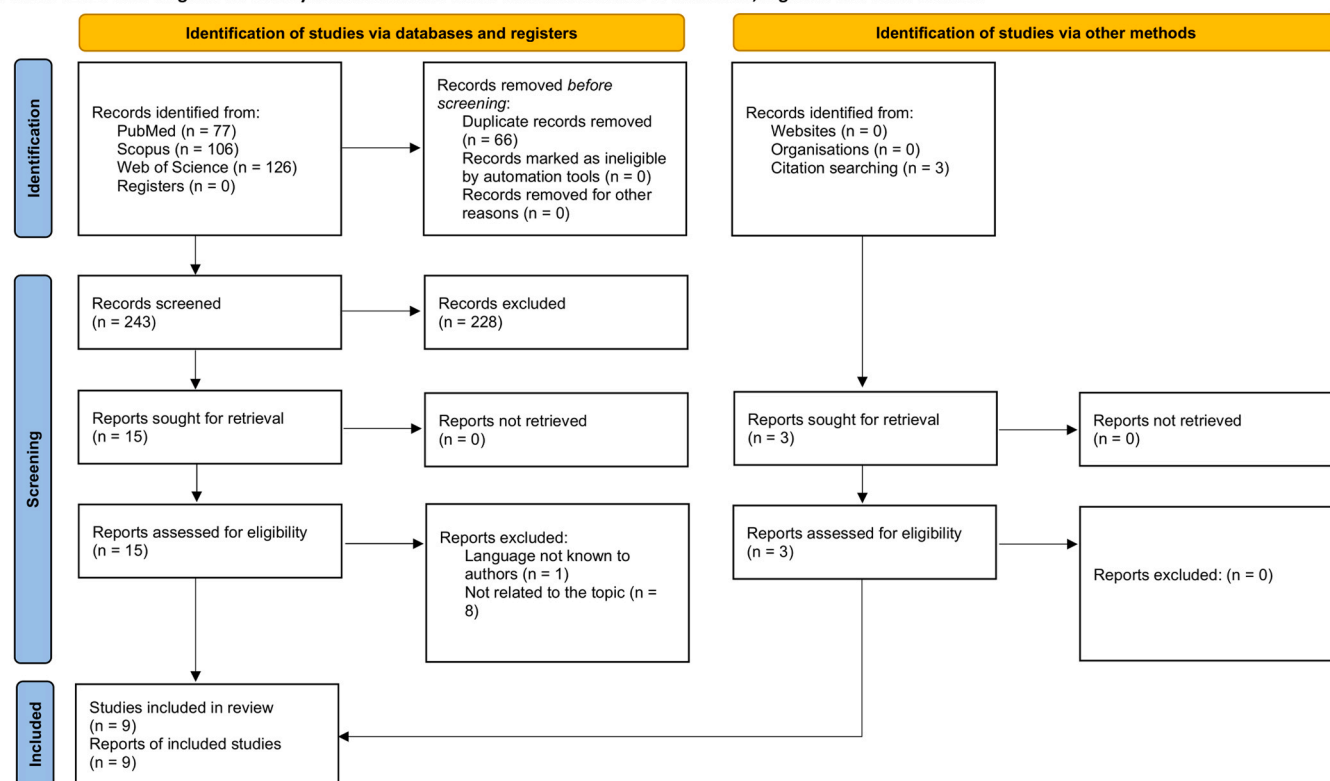 Identification of studies via databases and registers
Identification of studies via other methods
Identification
Records identified from:
PubMed (n = 77)
Scopus (n = 106)
Web of Science (n = 126)
Registers (n = 0)
Records removed before
screening:
Duplicate records removed
(n = 66)
Records marked as ineligible
by automation tools (n = 0)
Records removed for other
reasons (n = 0)
Records identified from:
Websites (n = 0)
Organisations (n = 0)
Citation searching (n = 3)
Screening
Records screened
(n = 243)
Records excluded
(n = 228)
Reports sought for retrieval
(n = 15)
Reports not retrieved
(n = 0)
Reports sought for retrieval
(n = 3)
Reports not retrieved
(n = 0)
Reports assessed for eligibility
(n = 15)
Reports excluded:
Language not known to
authors (n = 1)
Not related to the topic (n =
8)
Reports assessed for eligibility
(n = 3)
Reports excluded: (n = 0)
Included
Studies included in review
(n = 9)
Reports of included studies
(n = 9)